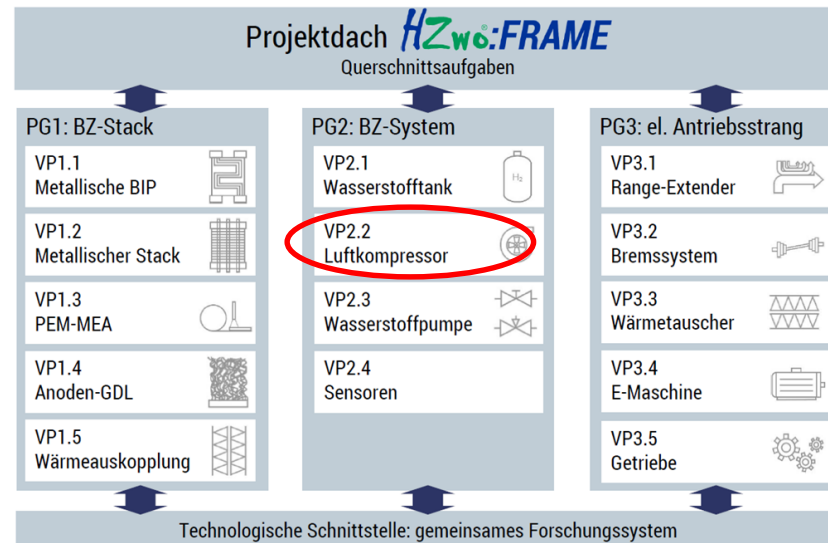 Projektdach HZwo:FRAME
Querschnittsaufgaben
PG1: BZ-Stack
VP1.1
Metallische BIP
VP1.2
Metallischer Stack
VP1.3
PEM-MEA
VP1.4
Anoden-GDL
VP1.5
Wärmeauskopplung
PG2: BZ-System
VP2.1
Wasserstofftank
H₂
VP2.2
Luftkompressor
VP2.3
Wasserstoffpumpe
VP2.4
Sensoren
PG3: el. Antriebsstrang
VP3.1
Range-Extender
VP3.2
Bremssystem
VP3.3
Wärmetauscher
VP3.4
E-Maschine
VP3.5
Getriebe
Technologische Schnittstelle: gemeinsames Forschungssystem